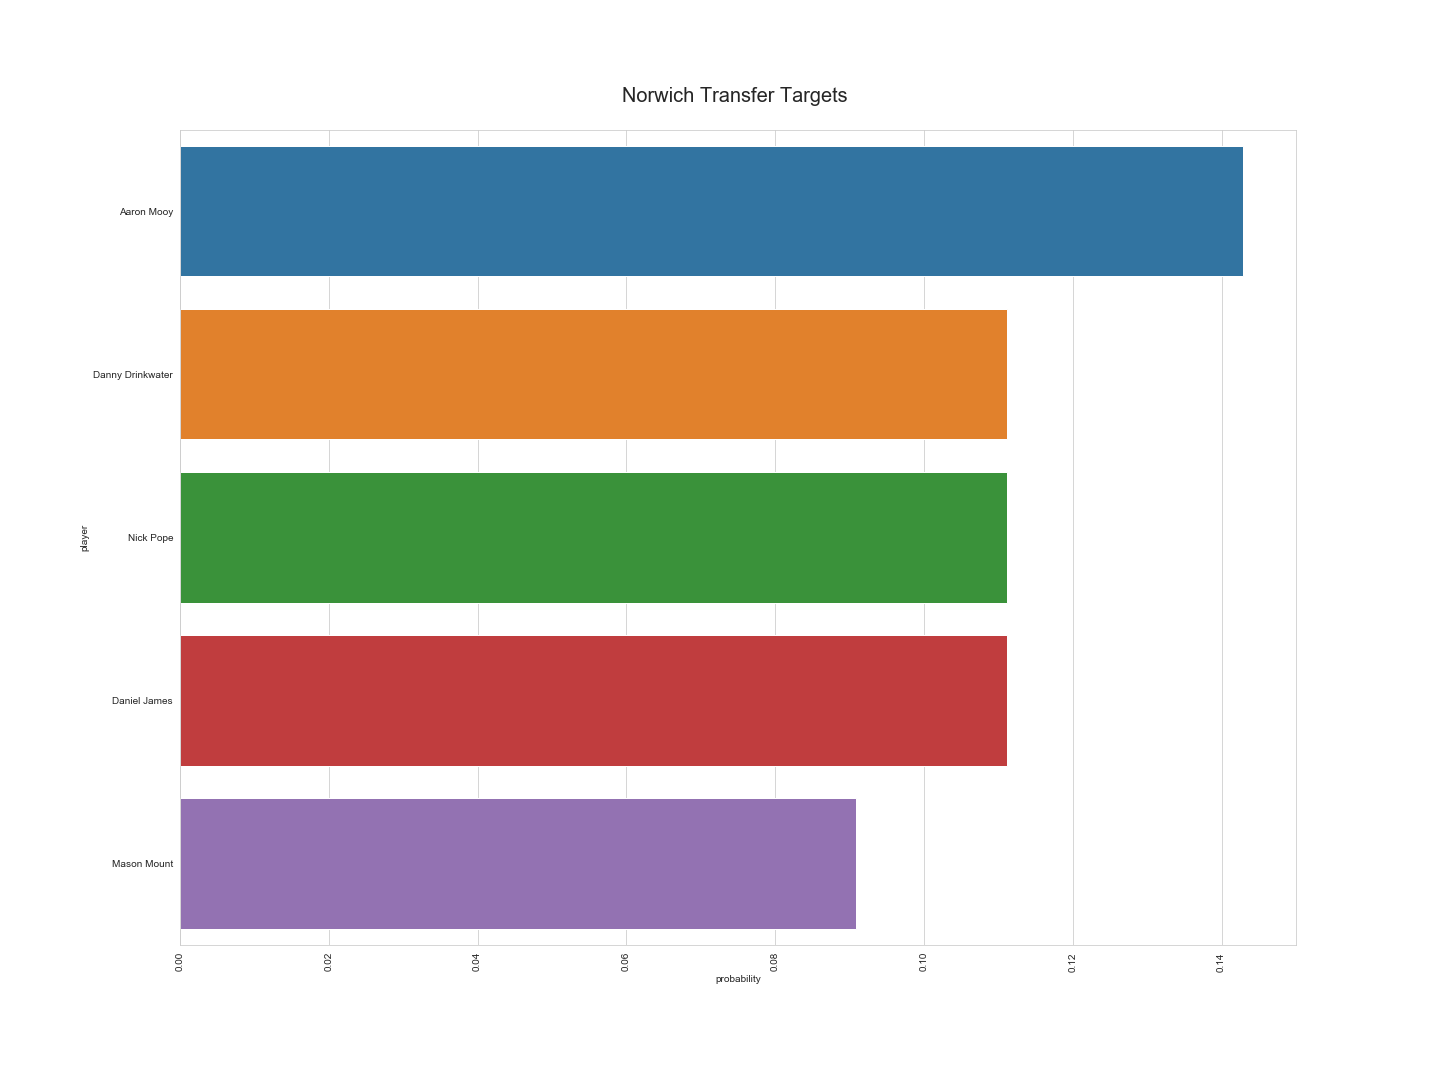 Norwich Transfer Targets
Aaron Mooy
Danny Drinkwater
Nick Pope
Daniel James
Mason Mount
player
0.00
0.02
0.04
0.06
0.08
0.10
0.12
0.14
probability